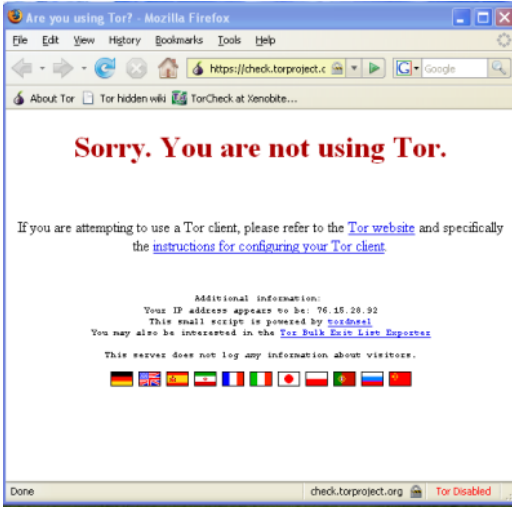 Are you using Tor? - Mozilla Firefox
File Edit View History Bookmarks Tools Help
https://check.torproject.c G Google
About Tor Tor hidden wiki TorCheck at Xenobite...
Sorry. You are not using Tor.
If you are attempting to use a Tor client, please refer to the Tor website and specifically
the instructions for configuring your Tor client.
Additional information:
Your IP address appears to be: 76.15.28.92
This small script is powered by tordnsel
You may also be interested in the Tor Bulk Exit List Exporter
This server does not log any information about visitors.
Done check.torproject.org Tor Disabled